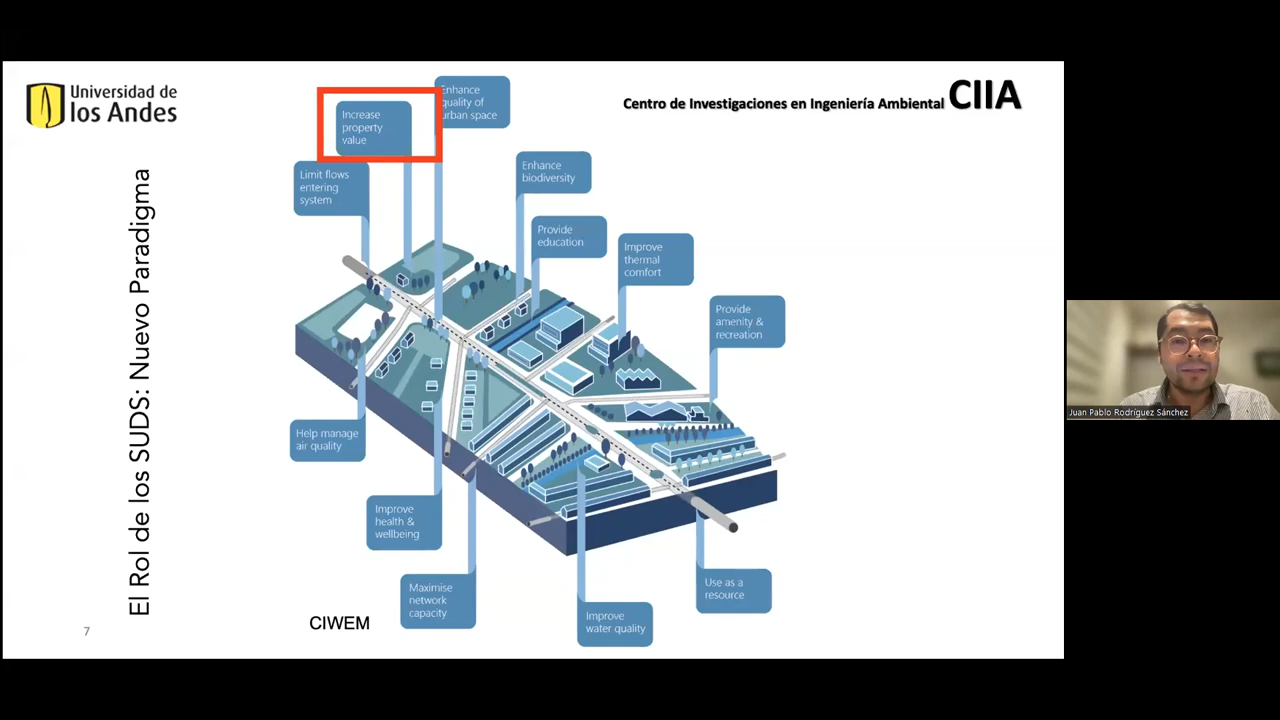 Universidad de
los Andes
Centro de Investigaciones en Ingeniería Ambiental CIIA
El Rol de los SUDS: Nuevo Paradigma
Increase
property
value
Enhance
quality of
urban space
Limit flows
entering
system
Enhance
biodiversity
Provide
education
Improve
thermal
comfort
Provide
amenity &
recreation
Help manage
air quality
Improve
health &
wellbeing
Maximise
network
capacity
Improve
water quality
Use as a
resource
CIWEM
7
Juan Pablo Rodríguez Sánchez